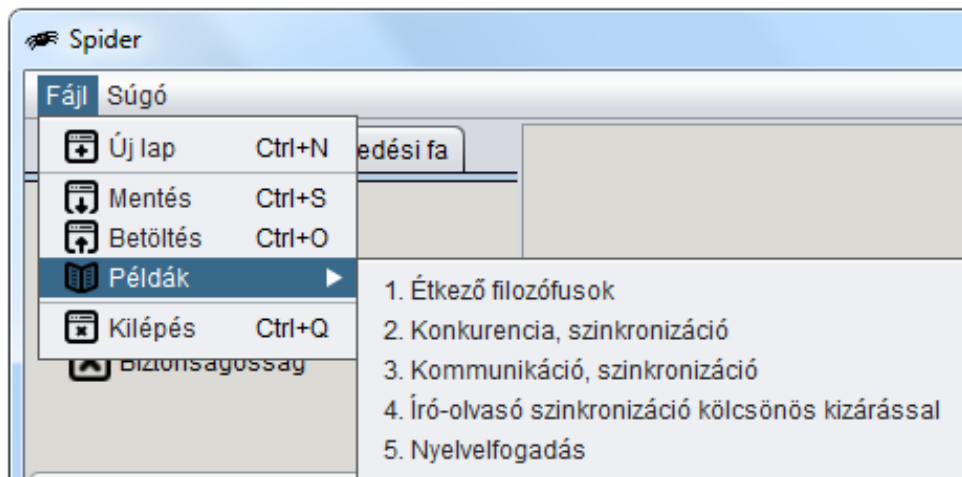 Spider
Fájl Súgó
Új lap Ctrl+N
edési fa
Mentés Ctrl+S
Betöltés Ctrl+O
Példák
Kilépés Ctrl+Q
Biztonságosság
1. Étkező filozófusok
2. Konkurencia, szinkronizáció
3. Kommunikáció, szinkronizáció
4. Író-olvasó szinkronizáció kölcsönös kizárással
5. Nyelvelfogadás